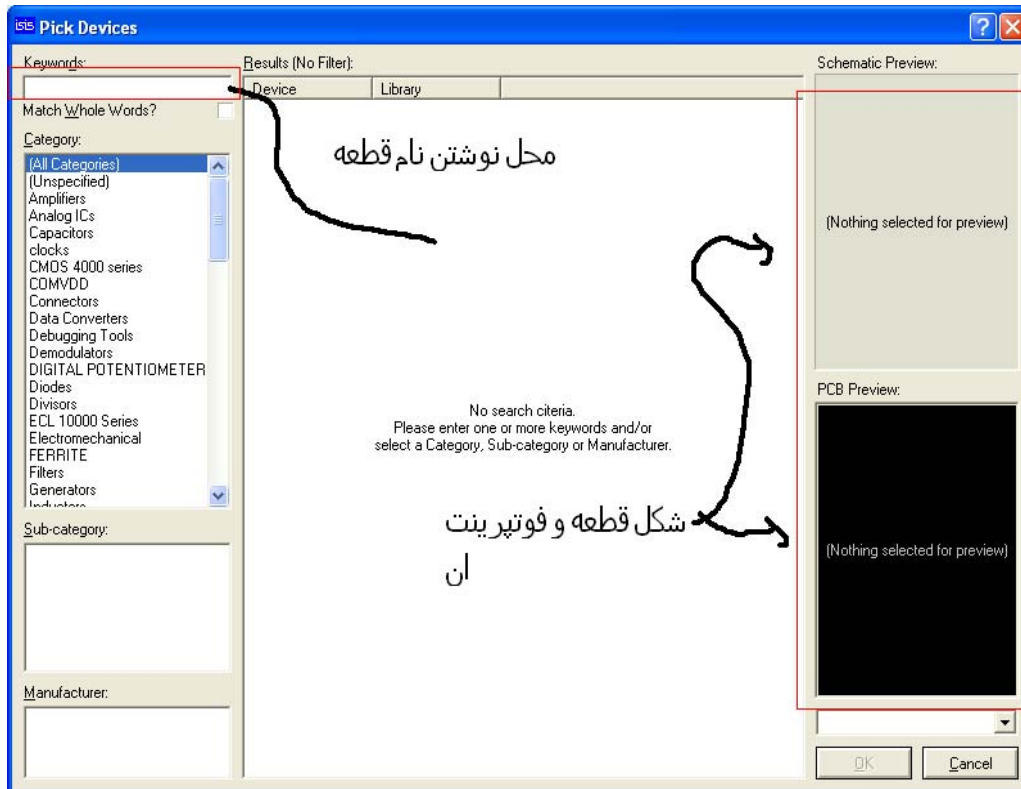 isis Pick Devices
Keywords:
Match Whole Words?
Category:
(All Categories)
(Unspecified)
Amplifiers
Analog ICs
Capacitors
clocks
CMOS 4000 series
COMVDD
Connectors
Data Converters
Debugging Tools
Demodulators
DIGITAL POTENTIOMETER
Diodes
Divisors
ECL 10000 Series
Electromechanical
FERRITE
Filters
Generators
Inductors
Sub-category:
Manufacturer:
Results (No Filter):
Device Library
محل نوشتن نام قطعه
No search citeria.
Please enter one or more keywords and/or
select a Category, Sub-category or Manufacturer.
شکل قطعه و فوتپرینت
ان
Schematic Preview:
(Nothing selected for preview)
PCB Preview:
(Nothing selected for preview)
OK Cancel